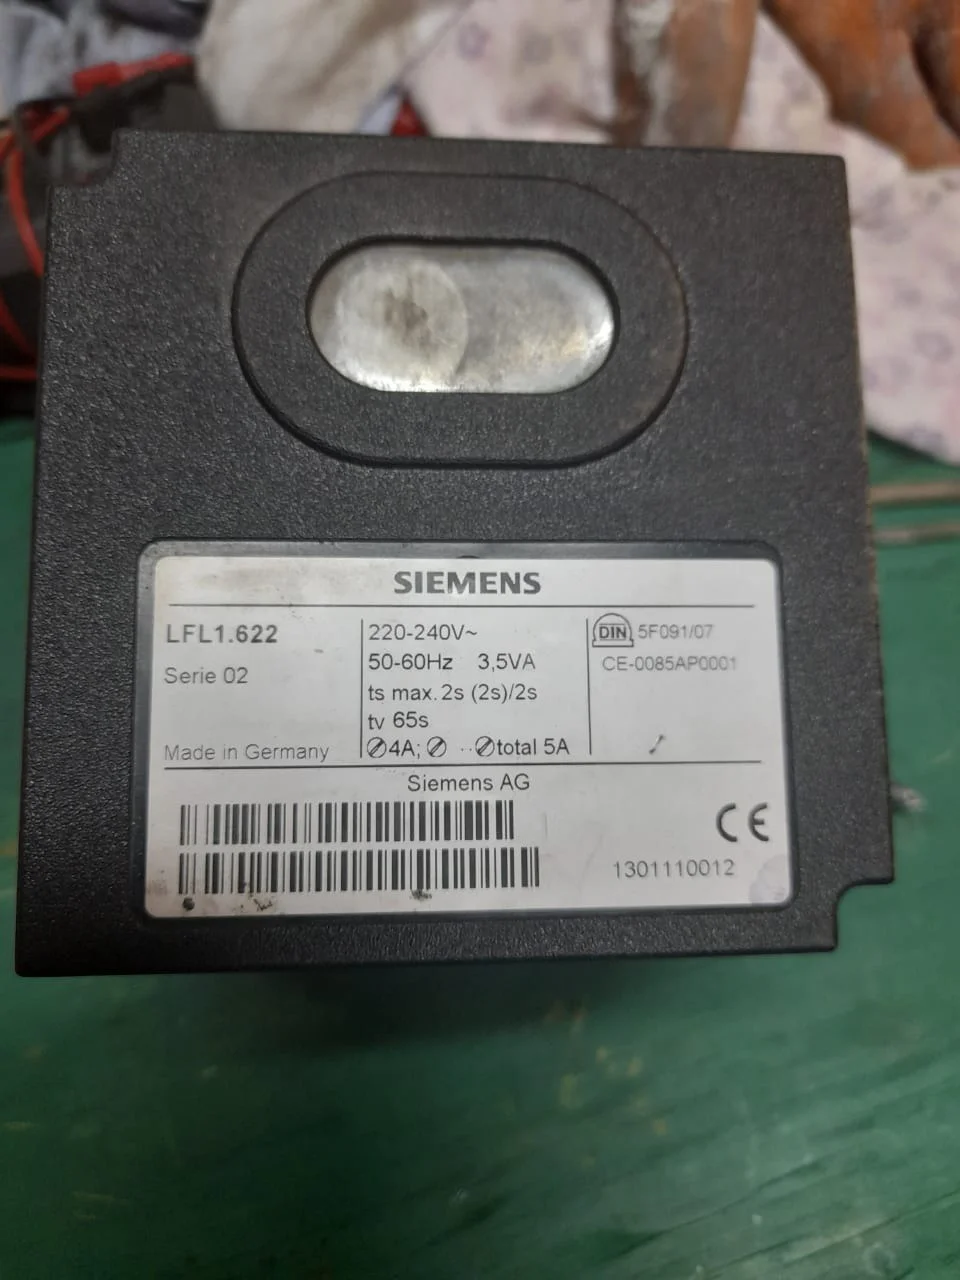 SIEMENS
LFL1.622
Serie 02
Made in Germany
220-240V~
50-60Hz 3,5VA
ts max. 2s (2s)/2s
tv 65s
4A; ·· total 5A
DIN 5F091/07
CE-0085AP0001
Siemens AG
CE
1301110012